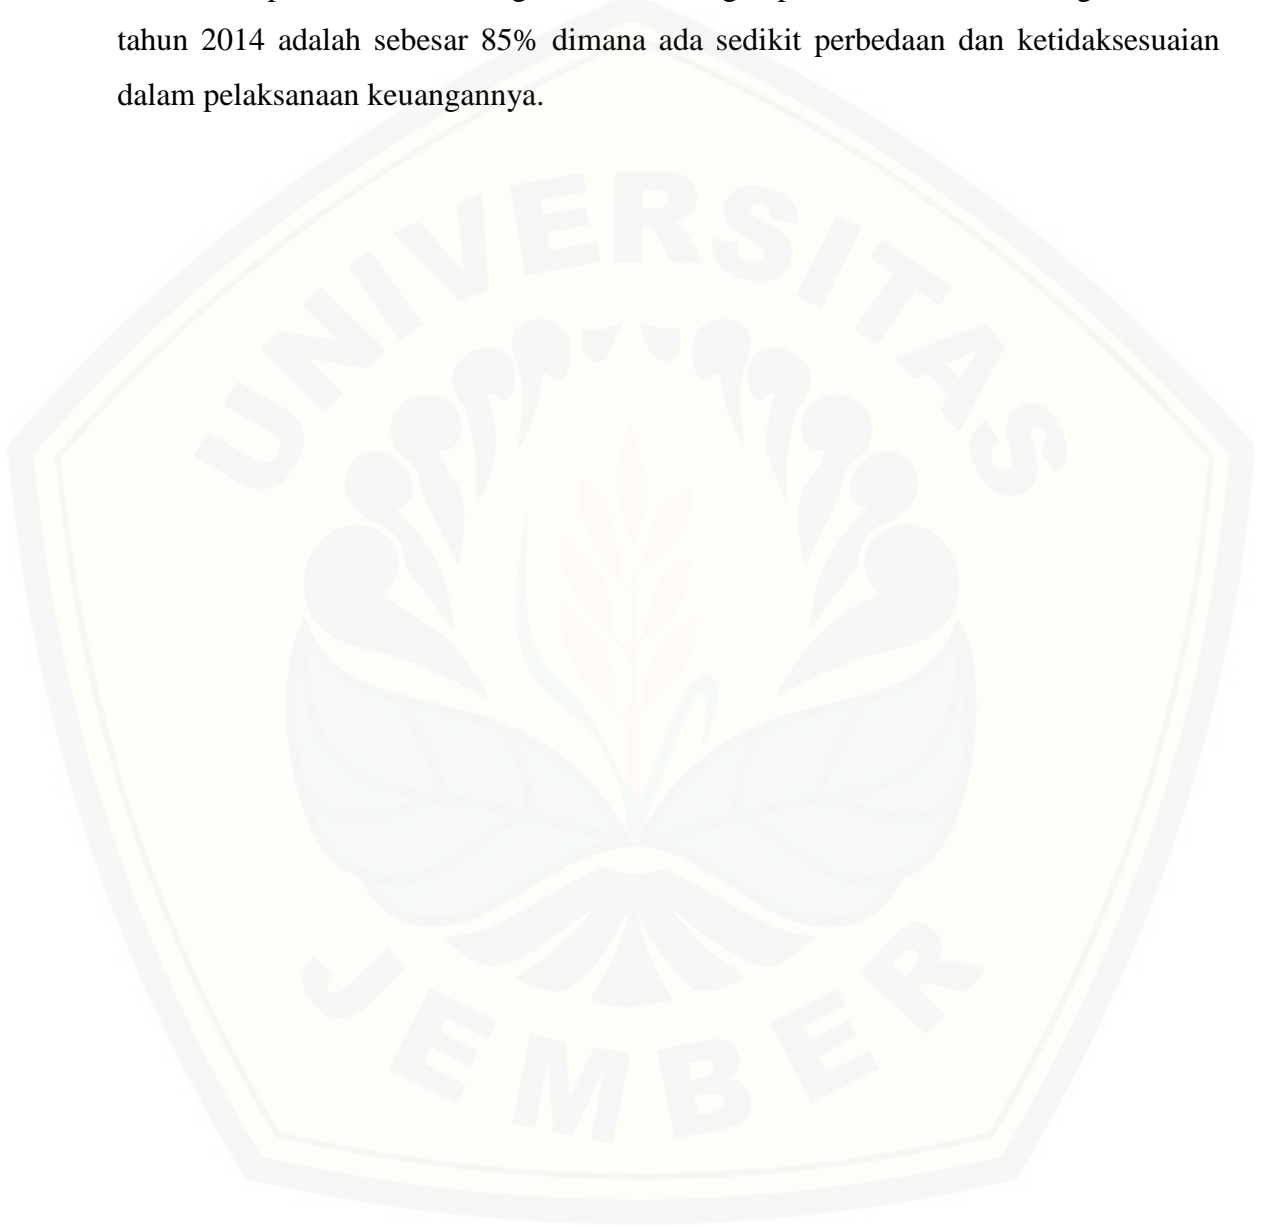 tahun 2014 adalah sebesar 85% dimana ada sedikit perbedaan dan ketidaksesuaian
dalam pelaksanaan keuangannya.
UNIVERSITAS
JEMBER